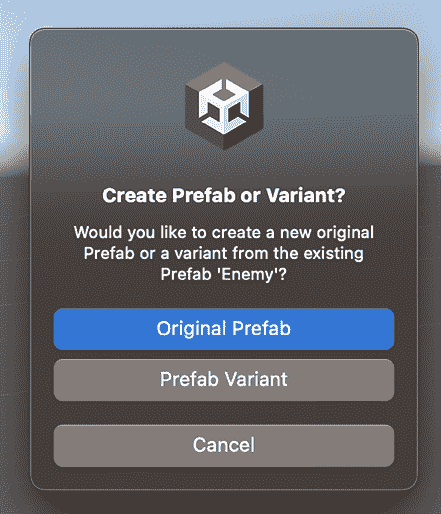 Create Prefab or Variant?
Would you like to create a new original
Prefab or a variant from the existing
Prefab 'Enemy'?
Original Prefab
Prefab Variant
Cancel